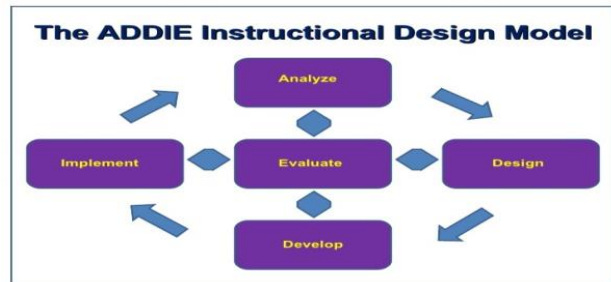 The ADDIE Instructional Design Model
Analyze
Implement
Evaluate
Design
Develop